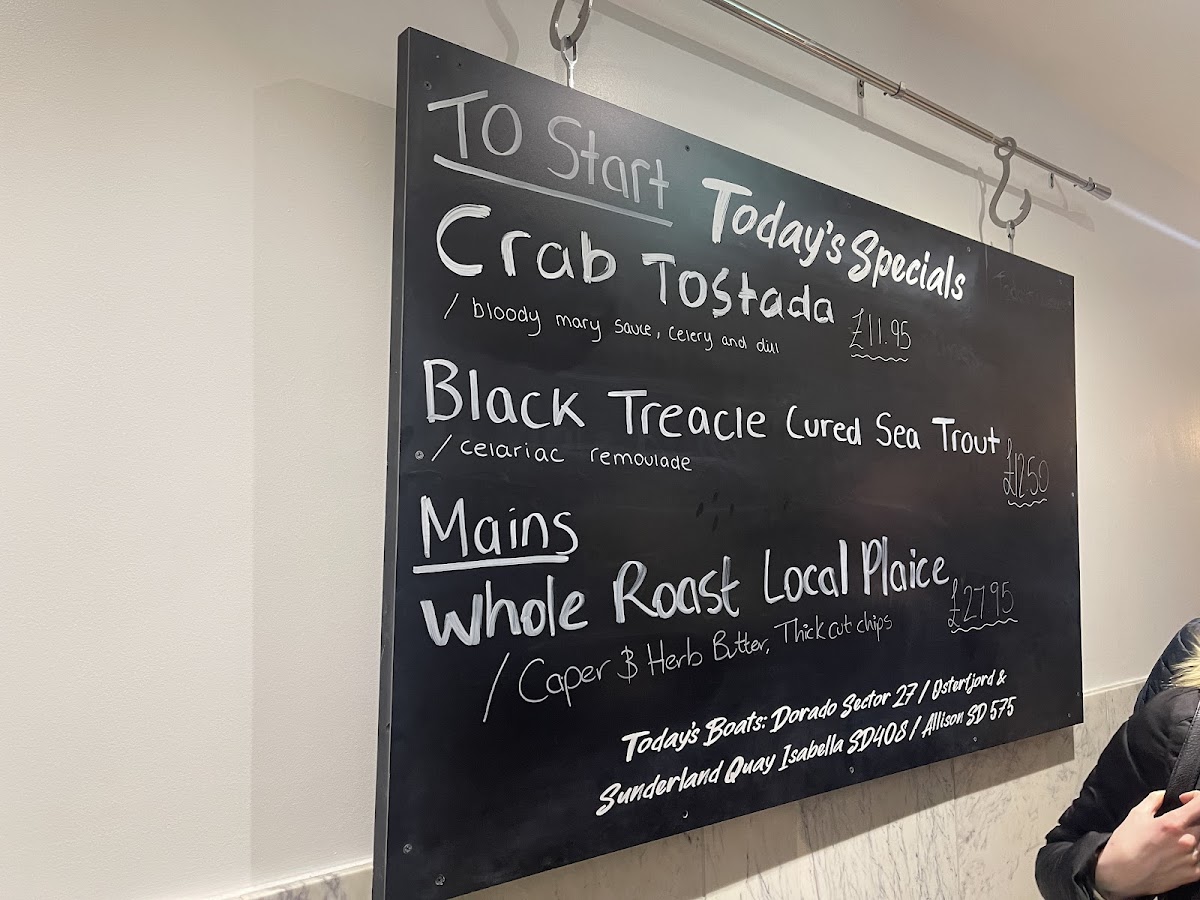 To Start
Today's Specials
Crab Tostada
/ bloody mary sauce, celery and dill £11.95
Black Treacle Cured Sea Trout
/ celariac remoulade £12.50
Mains
Whole Roast Local Plaice
/ Caper & Herb Butter, Thick cut chips £27.95
Today's Boats: Dorado Sector 27 / Osterfjord &
Sunderland Quay Isabella SD408 / Allison SD 575